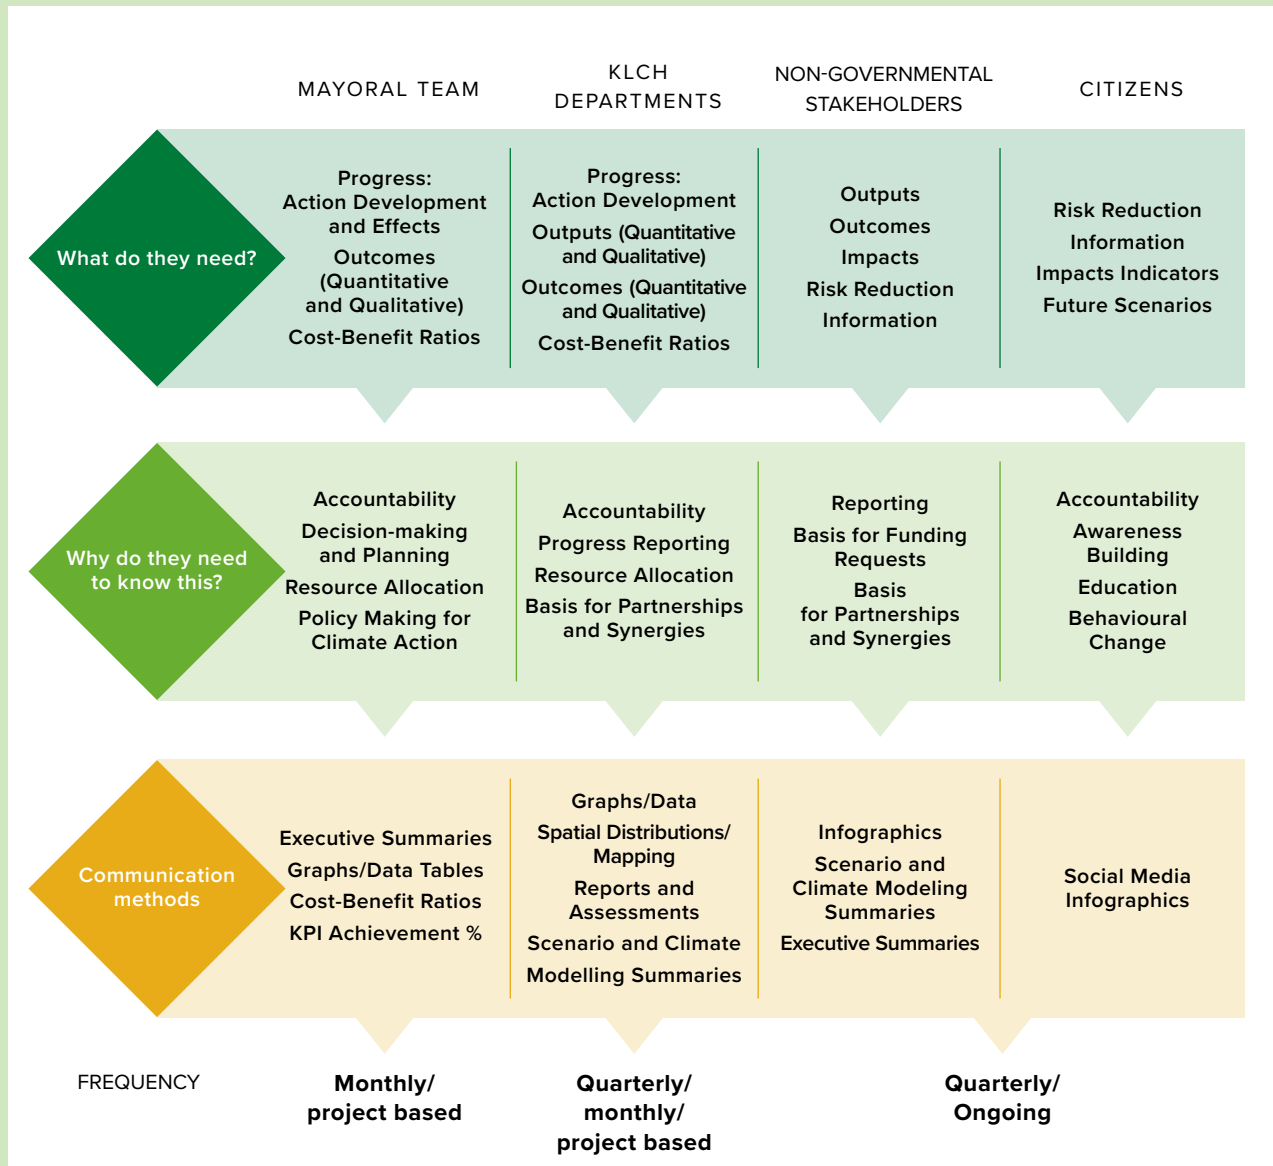 MAYORAL TEAM
KLCH
DEPARTMENTS
NON-GOVERNMENTAL
STAKEHOLDERS
CITIZENS
What do they need?
Progress:
Action Development
and Effects
Outcomes
(Quantitative
and Qualitative)
Cost-Benefit Ratios
Progress:
Action Development
Outputs (Quantitative
and Qualitative)
Outcomes (Quantitative
and Qualitative)
Cost-Benefit Ratios
Outputs
Outcomes
Impacts
Risk Reduction
Information
Risk Reduction
Information
Impacts Indicators
Future Scenarios
Why do they need
to know this?
Accountability
Decision-making
and Planning
Resource Allocation
Policy Making for
Climate Action
Accountability
Progress Reporting
Resource Allocation
Basis for Partnerships
and Synergies
Reporting
Basis for Funding
Requests
Basis
for Partnerships
and Synergies
Accountability
Awareness
Building
Education
Behavioural
Change
Communication
methods
Executive Summaries
Graphs/Data Tables
Cost-Benefit Ratios
KPI Achievement %
Graphs/Data
Spatial Distributions/
Mapping
Reports and
Assessments
Scenario and Climate
Modelling Summaries
Infographics
Scenario and
Climate Modeling
Summaries
Executive Summaries
Social Media
Infographics
FREQUENCY
Monthly/
project based
Quarterly/
monthly/
project based
Quarterly/
Ongoing